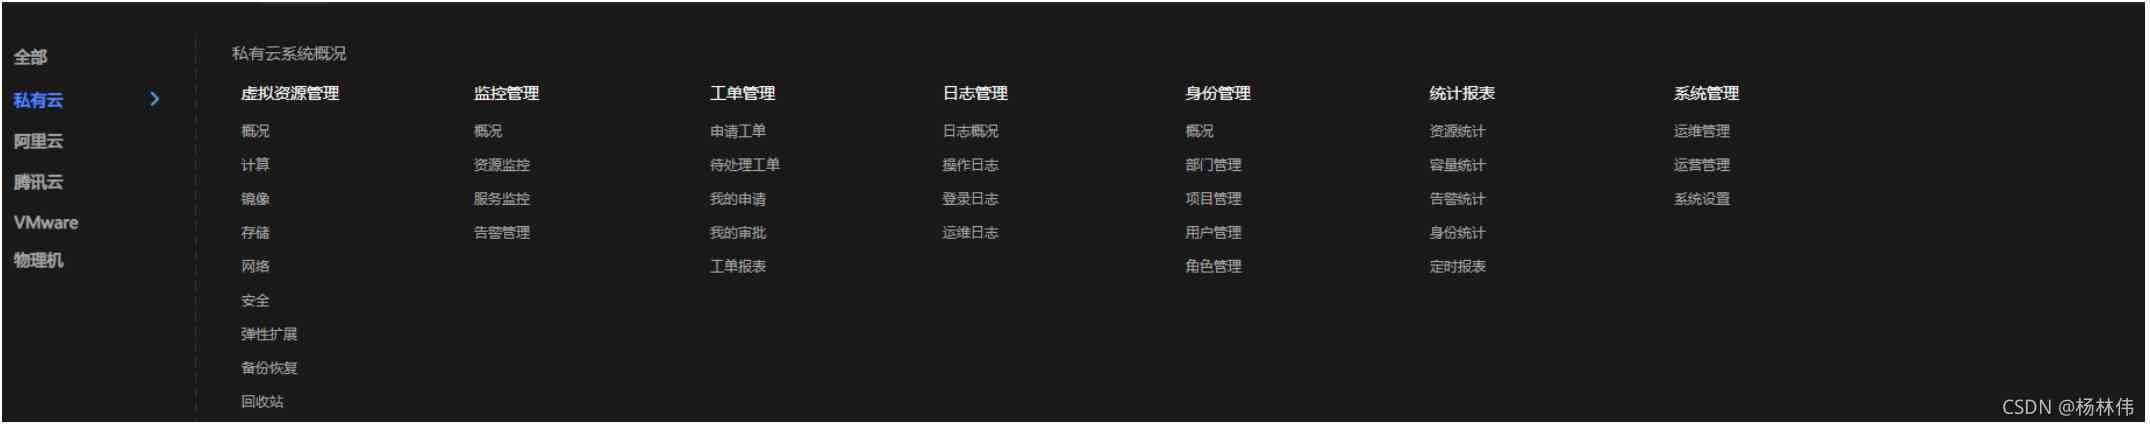 全部
私有云
阿里云
腾讯云
VMware
物理机
私有云系统概况
虚拟资源管理
概况
计算
镜像
存储
网络
安全
弹性扩展
备份恢复
回收站
监控管理
概况
资源监控
服务监控
告警管理
工单管理
申请工单
待处理工单
我的申请
我的审批
工单报表
日志管理
日志概况
操作日志
登录日志
运维日志
身份管理
概况
部门管理
项目管理
用户管理
角色管理
统计报表
资源统计
容量统计
告警统计
身份统计
定时报表
系统管理
运维管理
运营管理
系统设置
CSDN @杨林伟